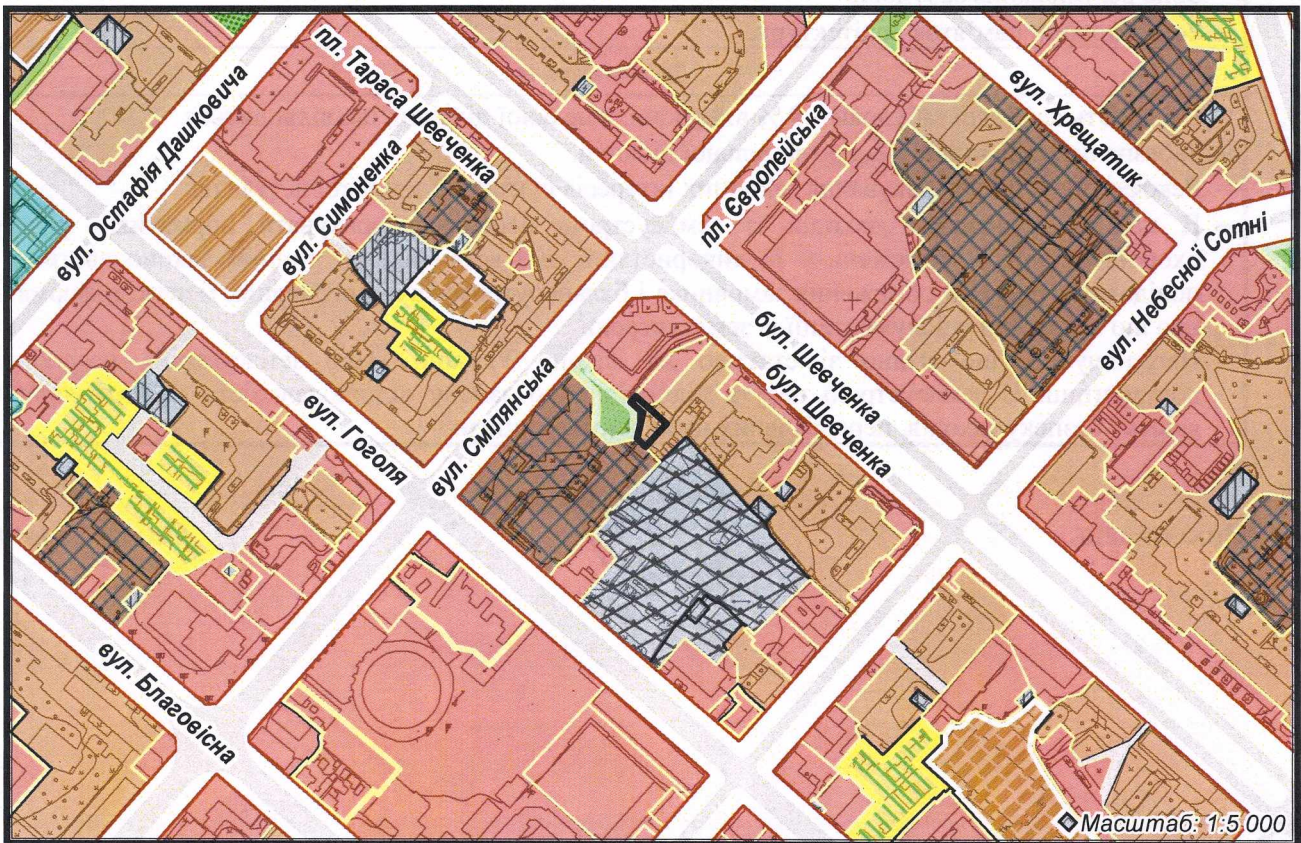 пл. Тараса Шевченка
вул. Остафія Дашковича
вул. Симоненка
пл. Європейська
вул. Хрещатик
вул. Небесної Сотні
бул. Шевченка
бул. Шевченка
вул. Смілянська
вул. Гоголя
вул. Благовісна
Масштаб: 1:5 000